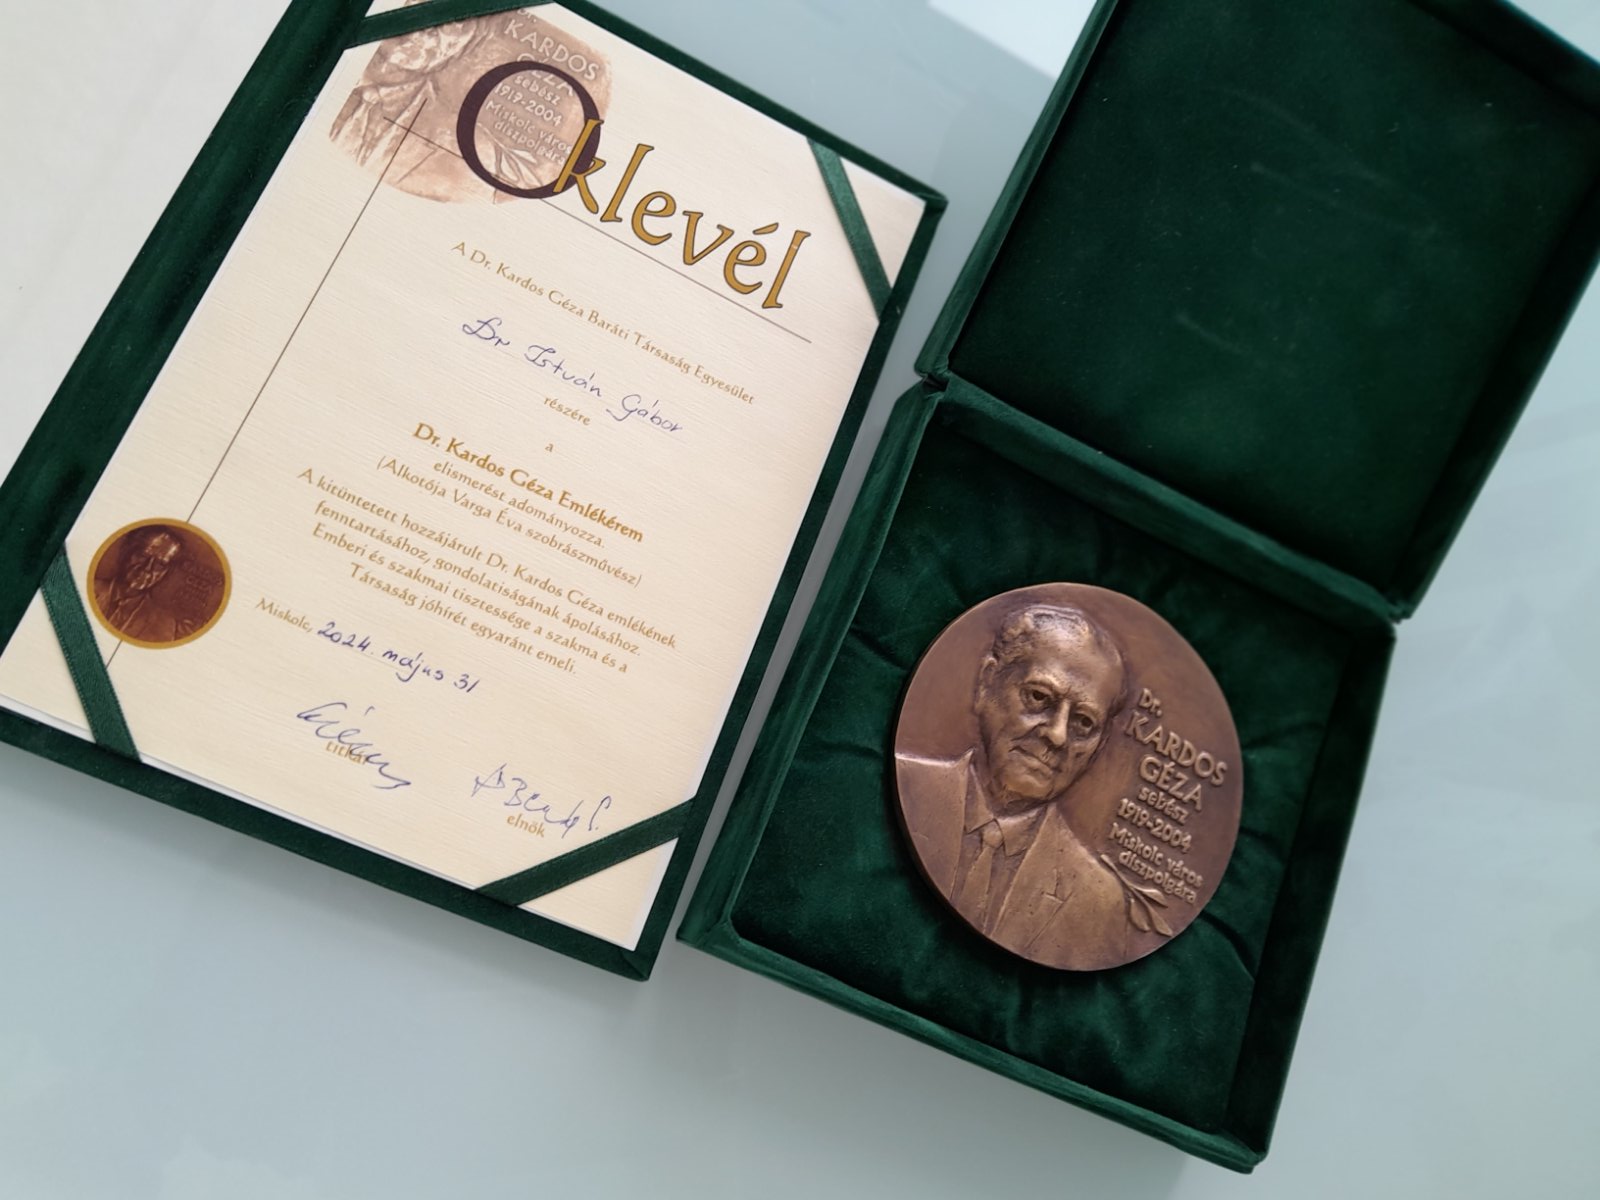 Dr.
KARDOS
GÉZA
sebész
1919-2004
Miskolc város
díszpolgára
Oklevél
A Dr. Kardos Géza Baráti Társaság Egyesület
Dr István Gábor
részére
a
Dr. Kardos Géza Emlékérem
elismerést adományozza.
(Alkotója Varga Éva szobrászművész)
A kitüntetett hozzájárult Dr. Kardos Géza emlékének
fenntartásához, gondolatiságának ápolásához.
Emberi és szakmai tisztessége a szakma és a
Társaság jóhírét egyaránt emeli.
Miskolc, 2024. május 31
titkár
elnök
Dr.
KARDOS
GÉZA
sebész
1919-2004
Miskolc város
díszpolgára